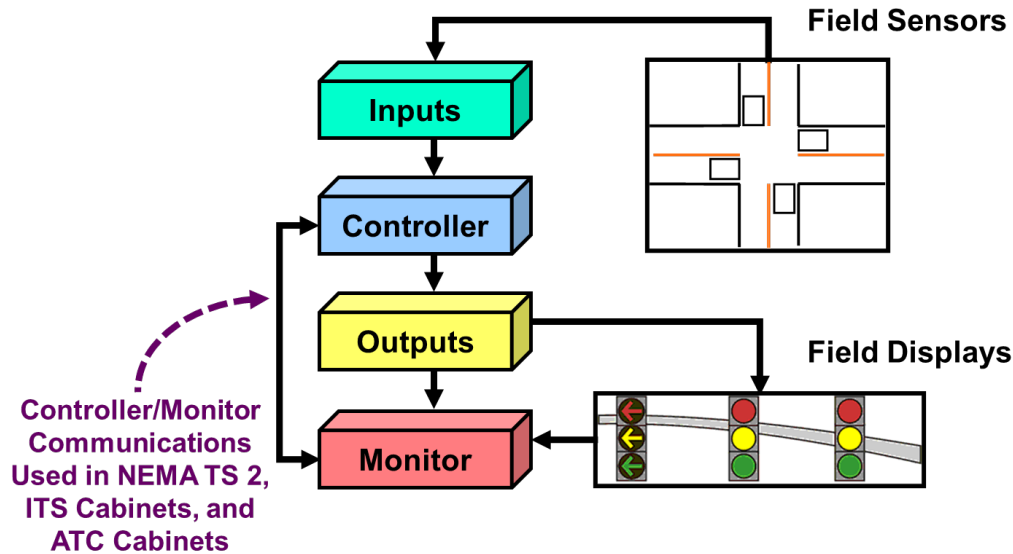 Field Sensors
Inputs
Controller
Outputs
Field Displays
Monitor
Controller/Monitor
Communications
Used in NEMA TS 2,
ITS Cabinets, and
ATC Cabinets